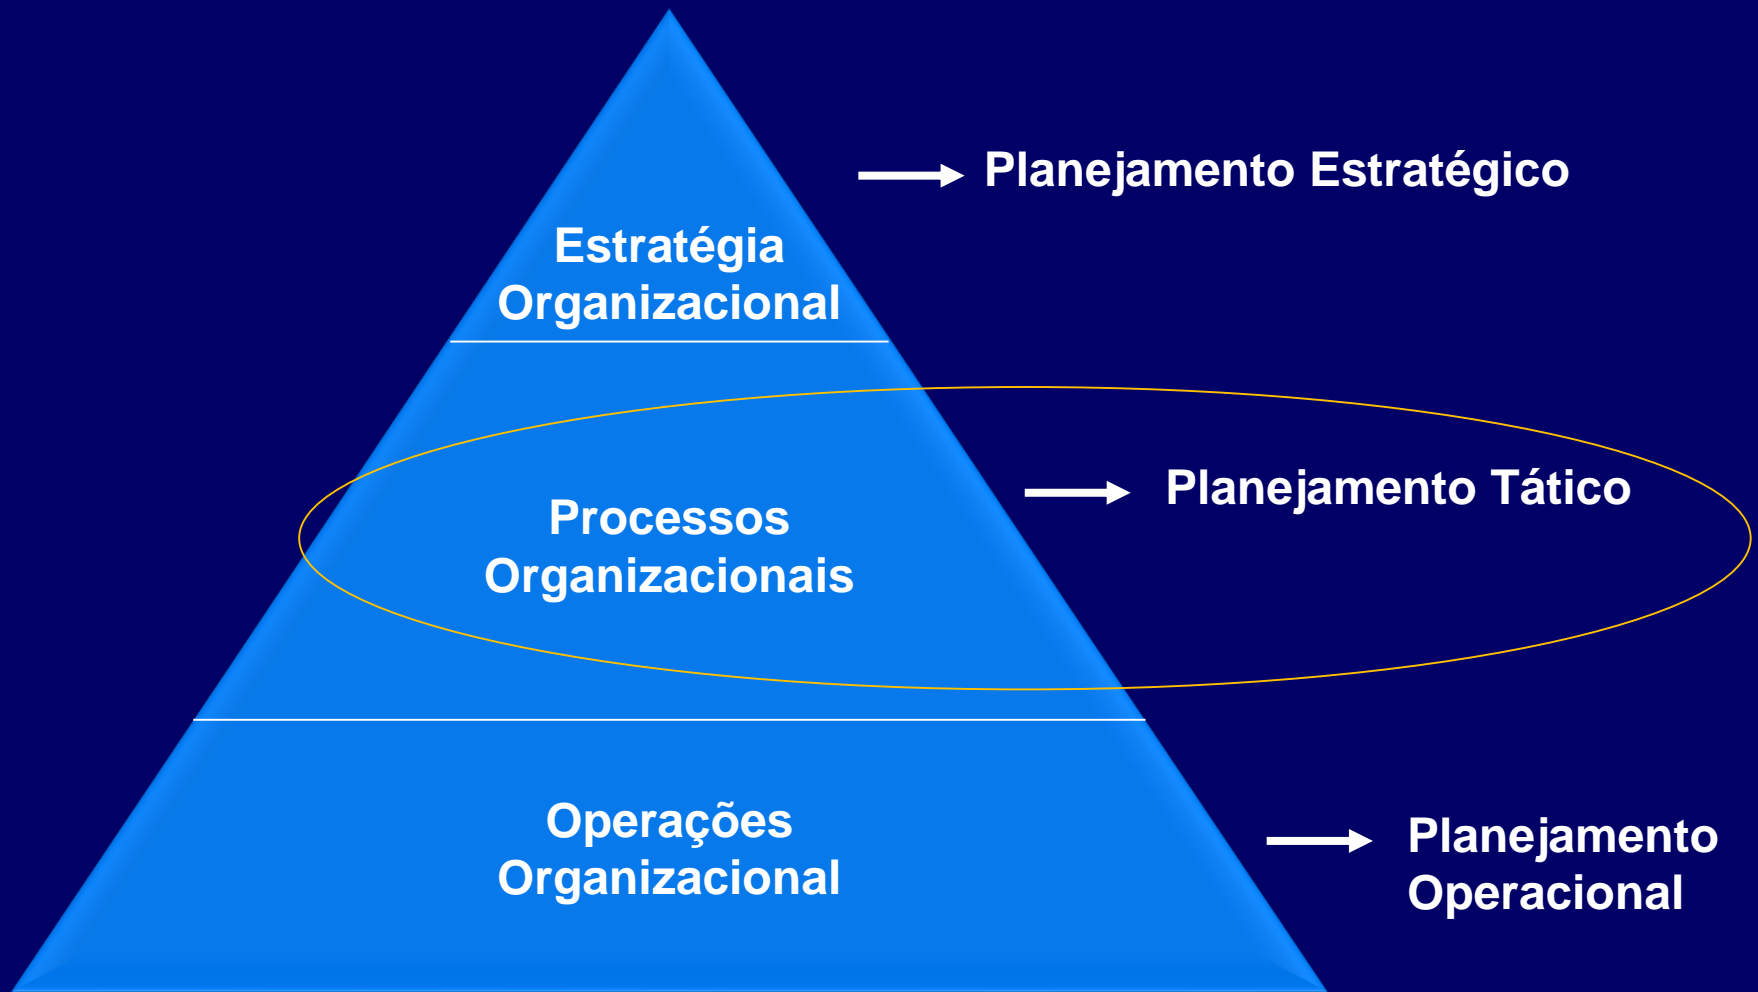 Planejamento Estratégico
Estratégia
Organizacional
Planejamento Tático
Processos
Organizacionais
Operações
Organizacional
Planejamento
Operacional